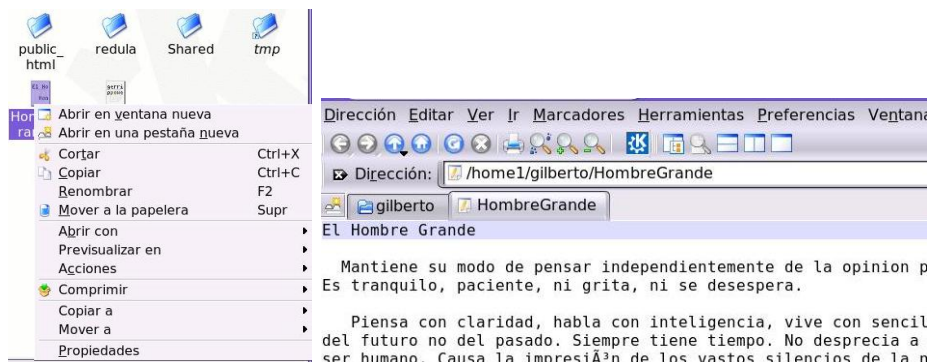 public_
html
redula
Shared
tmp
Abrir en ventana nueva
Abrir en una pestaña nueva
Cortar Ctrl+X
Copiar Ctrl+C
Renombrar F2
Mover a la papelera Supr
Abrir con
Previsualizar en
Acciones
Comprimir
Copiar a
Mover a
Propiedades
Dirección Editar Ver Ir Marcadores Herramientas Preferencias Ventana
Dirección: /home1/gilberto/HombreGrande
gilberto HombreGrande
El Hombre Grande
Mantiene su modo de pensar independientemente de la opinion p
Es tranquilo, paciente, ni grita, ni se desespera.
Piensa con claridad, habla con inteligencia, vive con sencil
del futuro no del pasado. Siempre tiene tiempo. No desprecia a
ser humano. Causa la impresiÃ³n de los vastos silencios de la n